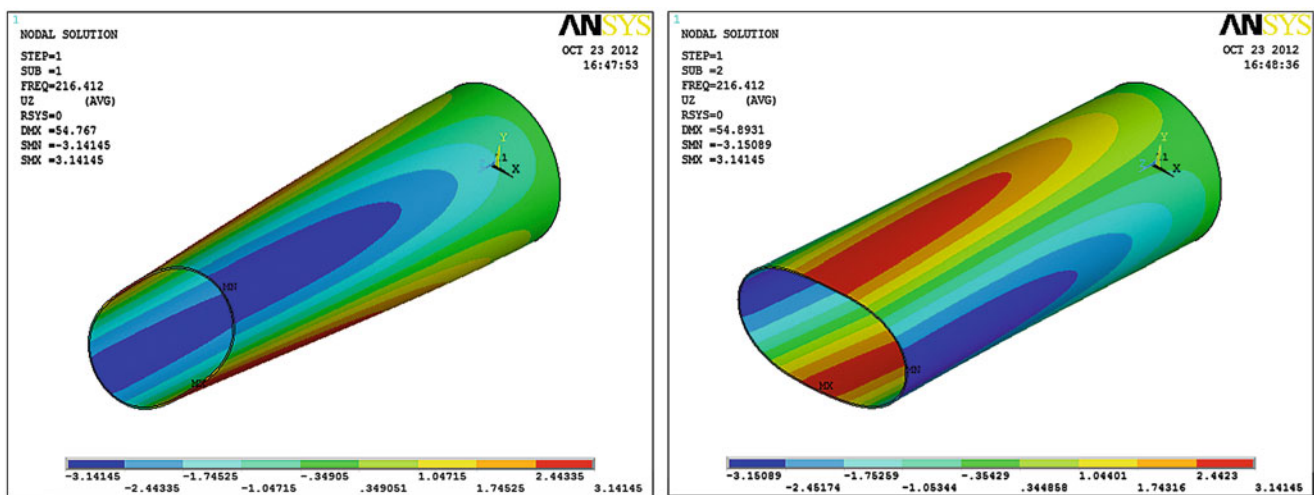 1
NODAL SOLUTION
STEP=1
SUB =1
FREQ=216.412
UZ (AVG)
RSYS=0
DMX =54.767
SMN =-3.14145
SMX =3.14145
ANSYS
OCT 23 2012
16:47:53
Y
X
MN
MX
-3.14145 -1.74525 -.34905 1.04715 2.44335
-2.44335 -1.04715 .349051 1.74525 3.14145
1
NODAL SOLUTION
STEP=1
SUB =2
FREQ=216.412
UZ (AVG)
RSYS=0
DMX =54.8931
SMN =-3.15089
SMX =3.14145
ANSYS
OCT 23 2012
16:48:36
Y
X
MN
MX
-3.15089 -1.75259 -.35429 1.04401 2.4423
-2.45174 -1.05344 .344858 1.74316 3.14145